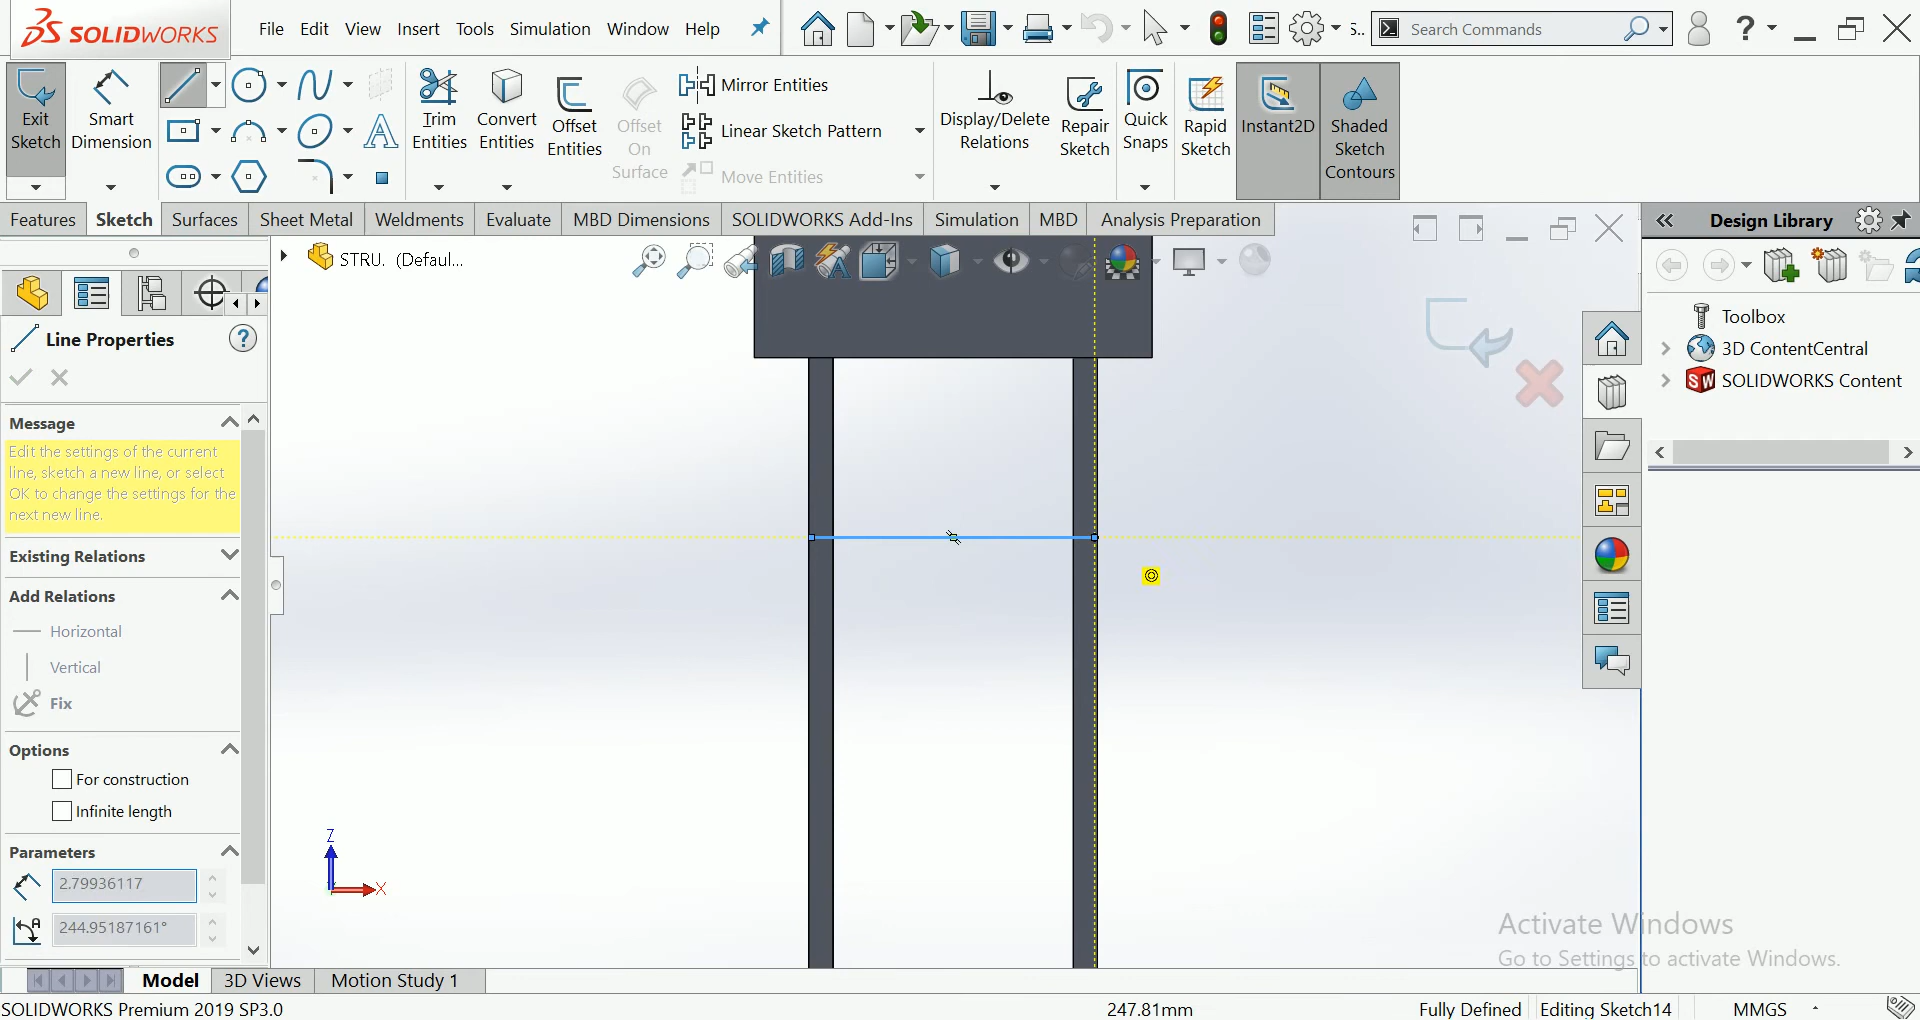 SOLIDWORKS
File Edit View Insert Tools Simulation Window Help
S.. Search Commands
Exit Sketch
Smart Dimension
Trim Entities
Convert Entities
Offset Entities
Offset On Surface
Mirror Entities
Linear Sketch Pattern
Move Entities
Display/Delete Relations
Repair Sketch
Quick Snaps
Rapid Sketch
Instant2D
Shaded Sketch Contours
Features Sketch Surfaces Sheet Metal Weldments Evaluate MBD Dimensions SOLIDWORKS Add-Ins Simulation MBD Analysis Preparation
Design Library
STRU. (Defaul...
Toolbox
3D ContentCentral
SOLIDWORKS Content
Line Properties
Message
Edit the settings of the current
line, sketch a new line, or select
OK to change the settings for the
next new line.
Existing Relations
Add Relations
Horizontal
Vertical
Fix
Options
For construction
Infinite length
Parameters
2.79936117
244.95187161°
Z
X
Activate Windows
Go to Settings to activate Windows.
Model 3D Views Motion Study 1
SOLIDWORKS Premium 2019 SP3.0
247.81mm
Fully Defined Editing Sketch14 MMGS